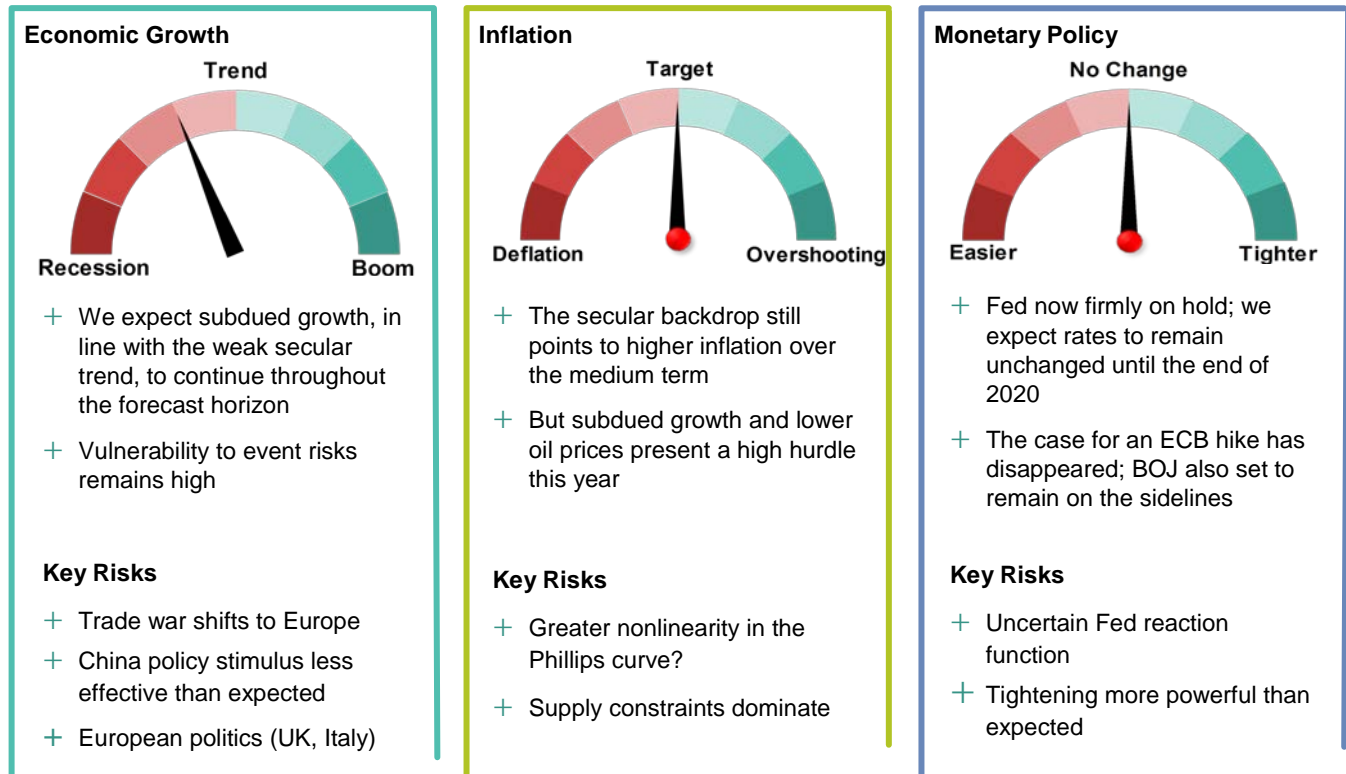 Economic Growth
Trend
Recession
Boom
+ We expect subdued growth, in
line with the weak secular
trend, to continue throughout
the forecast horizon
+ Vulnerability to event risks
remains high
Key Risks
+ Trade war shifts to Europe
+ China policy stimulus less
effective than expected
+ European politics (UK, Italy)
Inflation
Target
Deflation
Overshooting
+ The secular backdrop still
points to higher inflation over
the medium term
+ But subdued growth and lower
oil prices present a high hurdle
this year
Key Risks
+ Greater nonlinearity in the
Phillips curve?
+ Supply constraints dominate
Monetary Policy
No Change
Easier
Tighter
+ Fed now firmly on hold; we
expect rates to remain
unchanged until the end of
2020
+ The case for an ECB hike has
disappeared; BOJ also set to
remain on the sidelines
Key Risks
+ Uncertain Fed reaction
function
+ Tightening more powerful than
expected